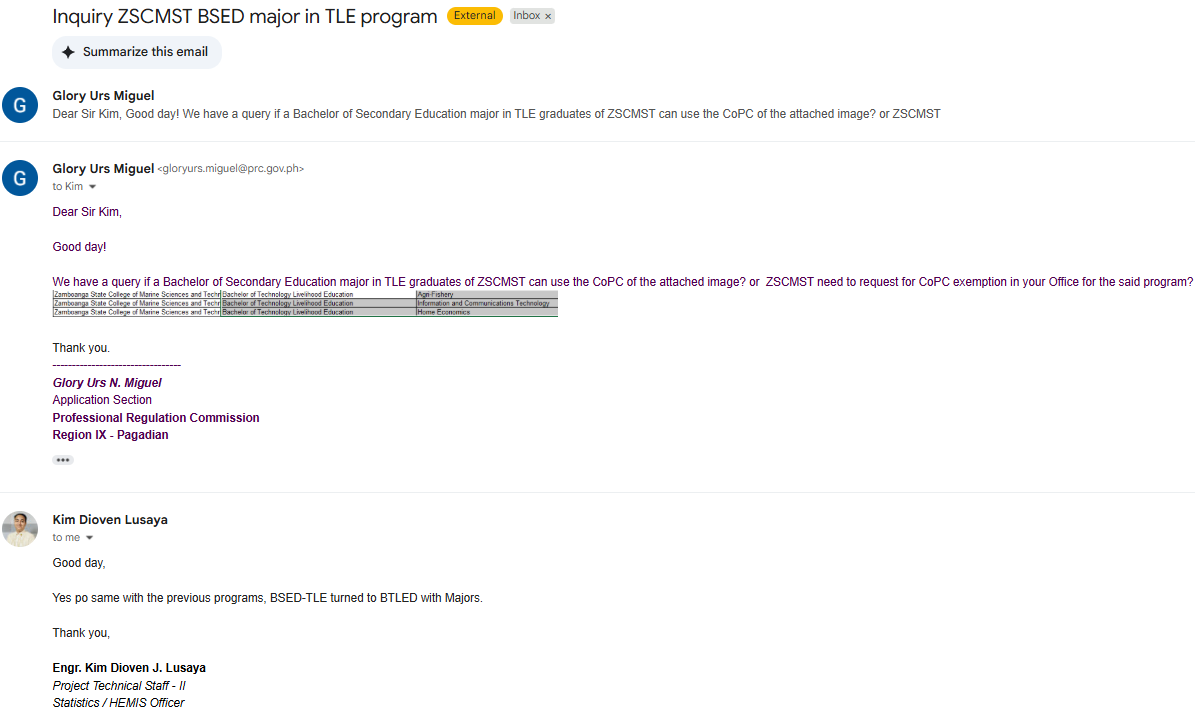 Inquiry ZSCMST BSED major in TLE program External Inbox ×
Summarize this email
G
Glory Urs Miguel
Dear Sir Kim, Good day! We have a query if a Bachelor of Secondary Education major in TLE graduates of ZSCMST can use the CoPC of the attached image? or ZSCMST
G
Glory Urs Miguel <gloryurs.miguel@prc.gov.ph>
to Kim
Dear Sir Kim,
Good day!
We have a query if a Bachelor of Secondary Education major in TLE graduates of ZSCMST can use the CoPC of the attached image? or ZSCMST need to request for CoPC exemption in your Office for the said program?
Zamboanga State College of Marine Sciences and Techn Bachelor of Technology Livelihood Education Agri-Fishery
Zamboanga State College of Marine Sciences and Techn Bachelor of Technology Livelihood Education Information and Communications Technology
Zamboanga State College of Marine Sciences and Techn Bachelor of Technology Livelihood Education Home Economics
Thank you.
---------------------------------
Glory Urs N. Miguel
Application Section
Professional Regulation Commission
Region IX - Pagadian
Kim Dioven Lusaya
to me
Good day,
Yes po same with the previous programs, BSED-TLE turned to BTLED with Majors.
Thank you,
Engr. Kim Dioven J. Lusaya
Project Technical Staff - II
Statistics / HEMIS Officer